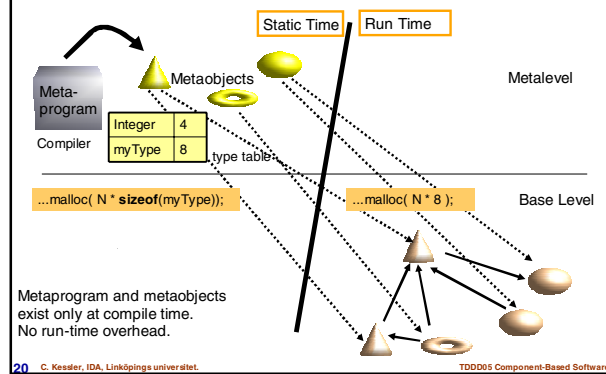 Static Time
Run Time
Metaobjects
Metalevel
Meta-
program
Compiler
Integer 4
myType 8
type table
...malloc( N * sizeof(myType));
...malloc( N * 8 );
Base Level
Metaprogram and metaobjects
exist only at compile time.
No run-time overhead.
20 C. Kessler, IDA, Linköpings universitet.
TDDD05 Component-Based Software